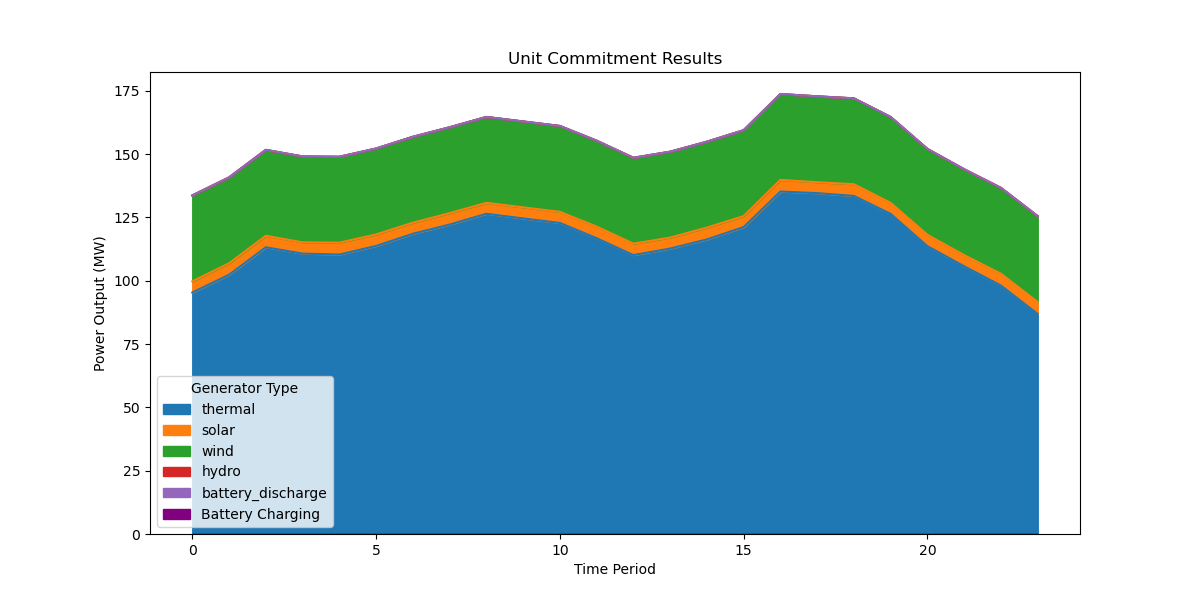 Unit Commitment Results
Power Output (MW)
175
150
125
100
75
50
25
0
Generator Type
thermal
solar
wind
hydro
battery_discharge
Battery Charging
0 5 10 15 20
Time Period